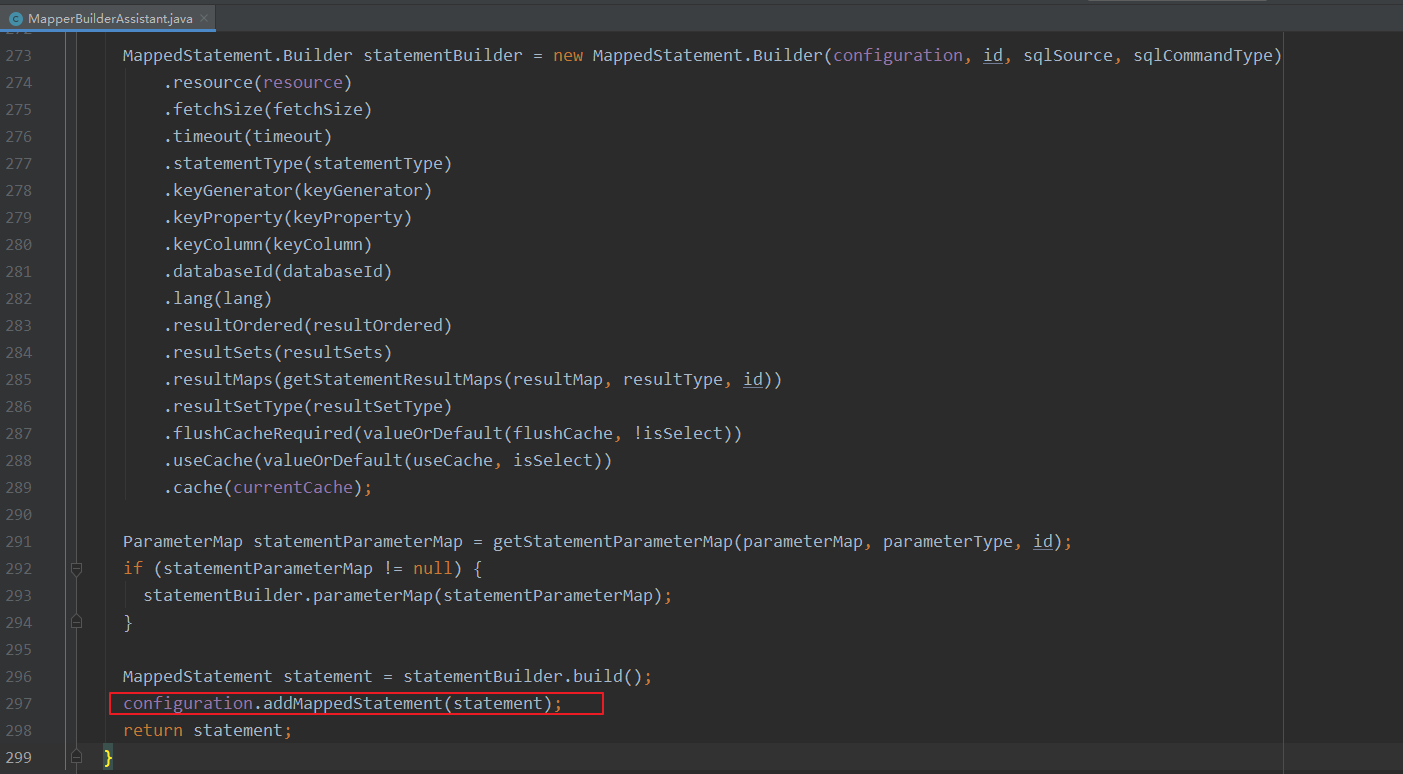 MapperBuilderAssistant.java
273 MappedStatement.Builder statementBuilder = new MappedStatement.Builder(configuration, id, sqlSource, sqlCommandType)
274 .resource(resource)
275 .fetchSize(fetchSize)
276 .timeout(timeout)
277 .statementType(statementType)
278 .keyGenerator(keyGenerator)
279 .keyProperty(keyProperty)
280 .keyColumn(keyColumn)
281 .databaseId(databaseId)
282 .lang(lang)
283 .resultOrdered(resultOrdered)
284 .resultSets(resultSets)
285 .resultMaps(getStatementResultMaps(resultMap, resultType, id))
286 .resultSetType(resultSetType)
287 .flushCacheRequired(valueOrDefault(flushCache, !isSelect))
288 .useCache(valueOrDefault(useCache, isSelect))
289 .cache(currentCache);
290
291 ParameterMap statementParameterMap = getStatementParameterMap(parameterMap, parameterType, id);
292 if (statementParameterMap != null) {
293 statementBuilder.parameterMap(statementParameterMap);
294 }
295
296 MappedStatement statement = statementBuilder.build();
297 configuration.addMappedStatement(statement);
298 return statement;
299 }